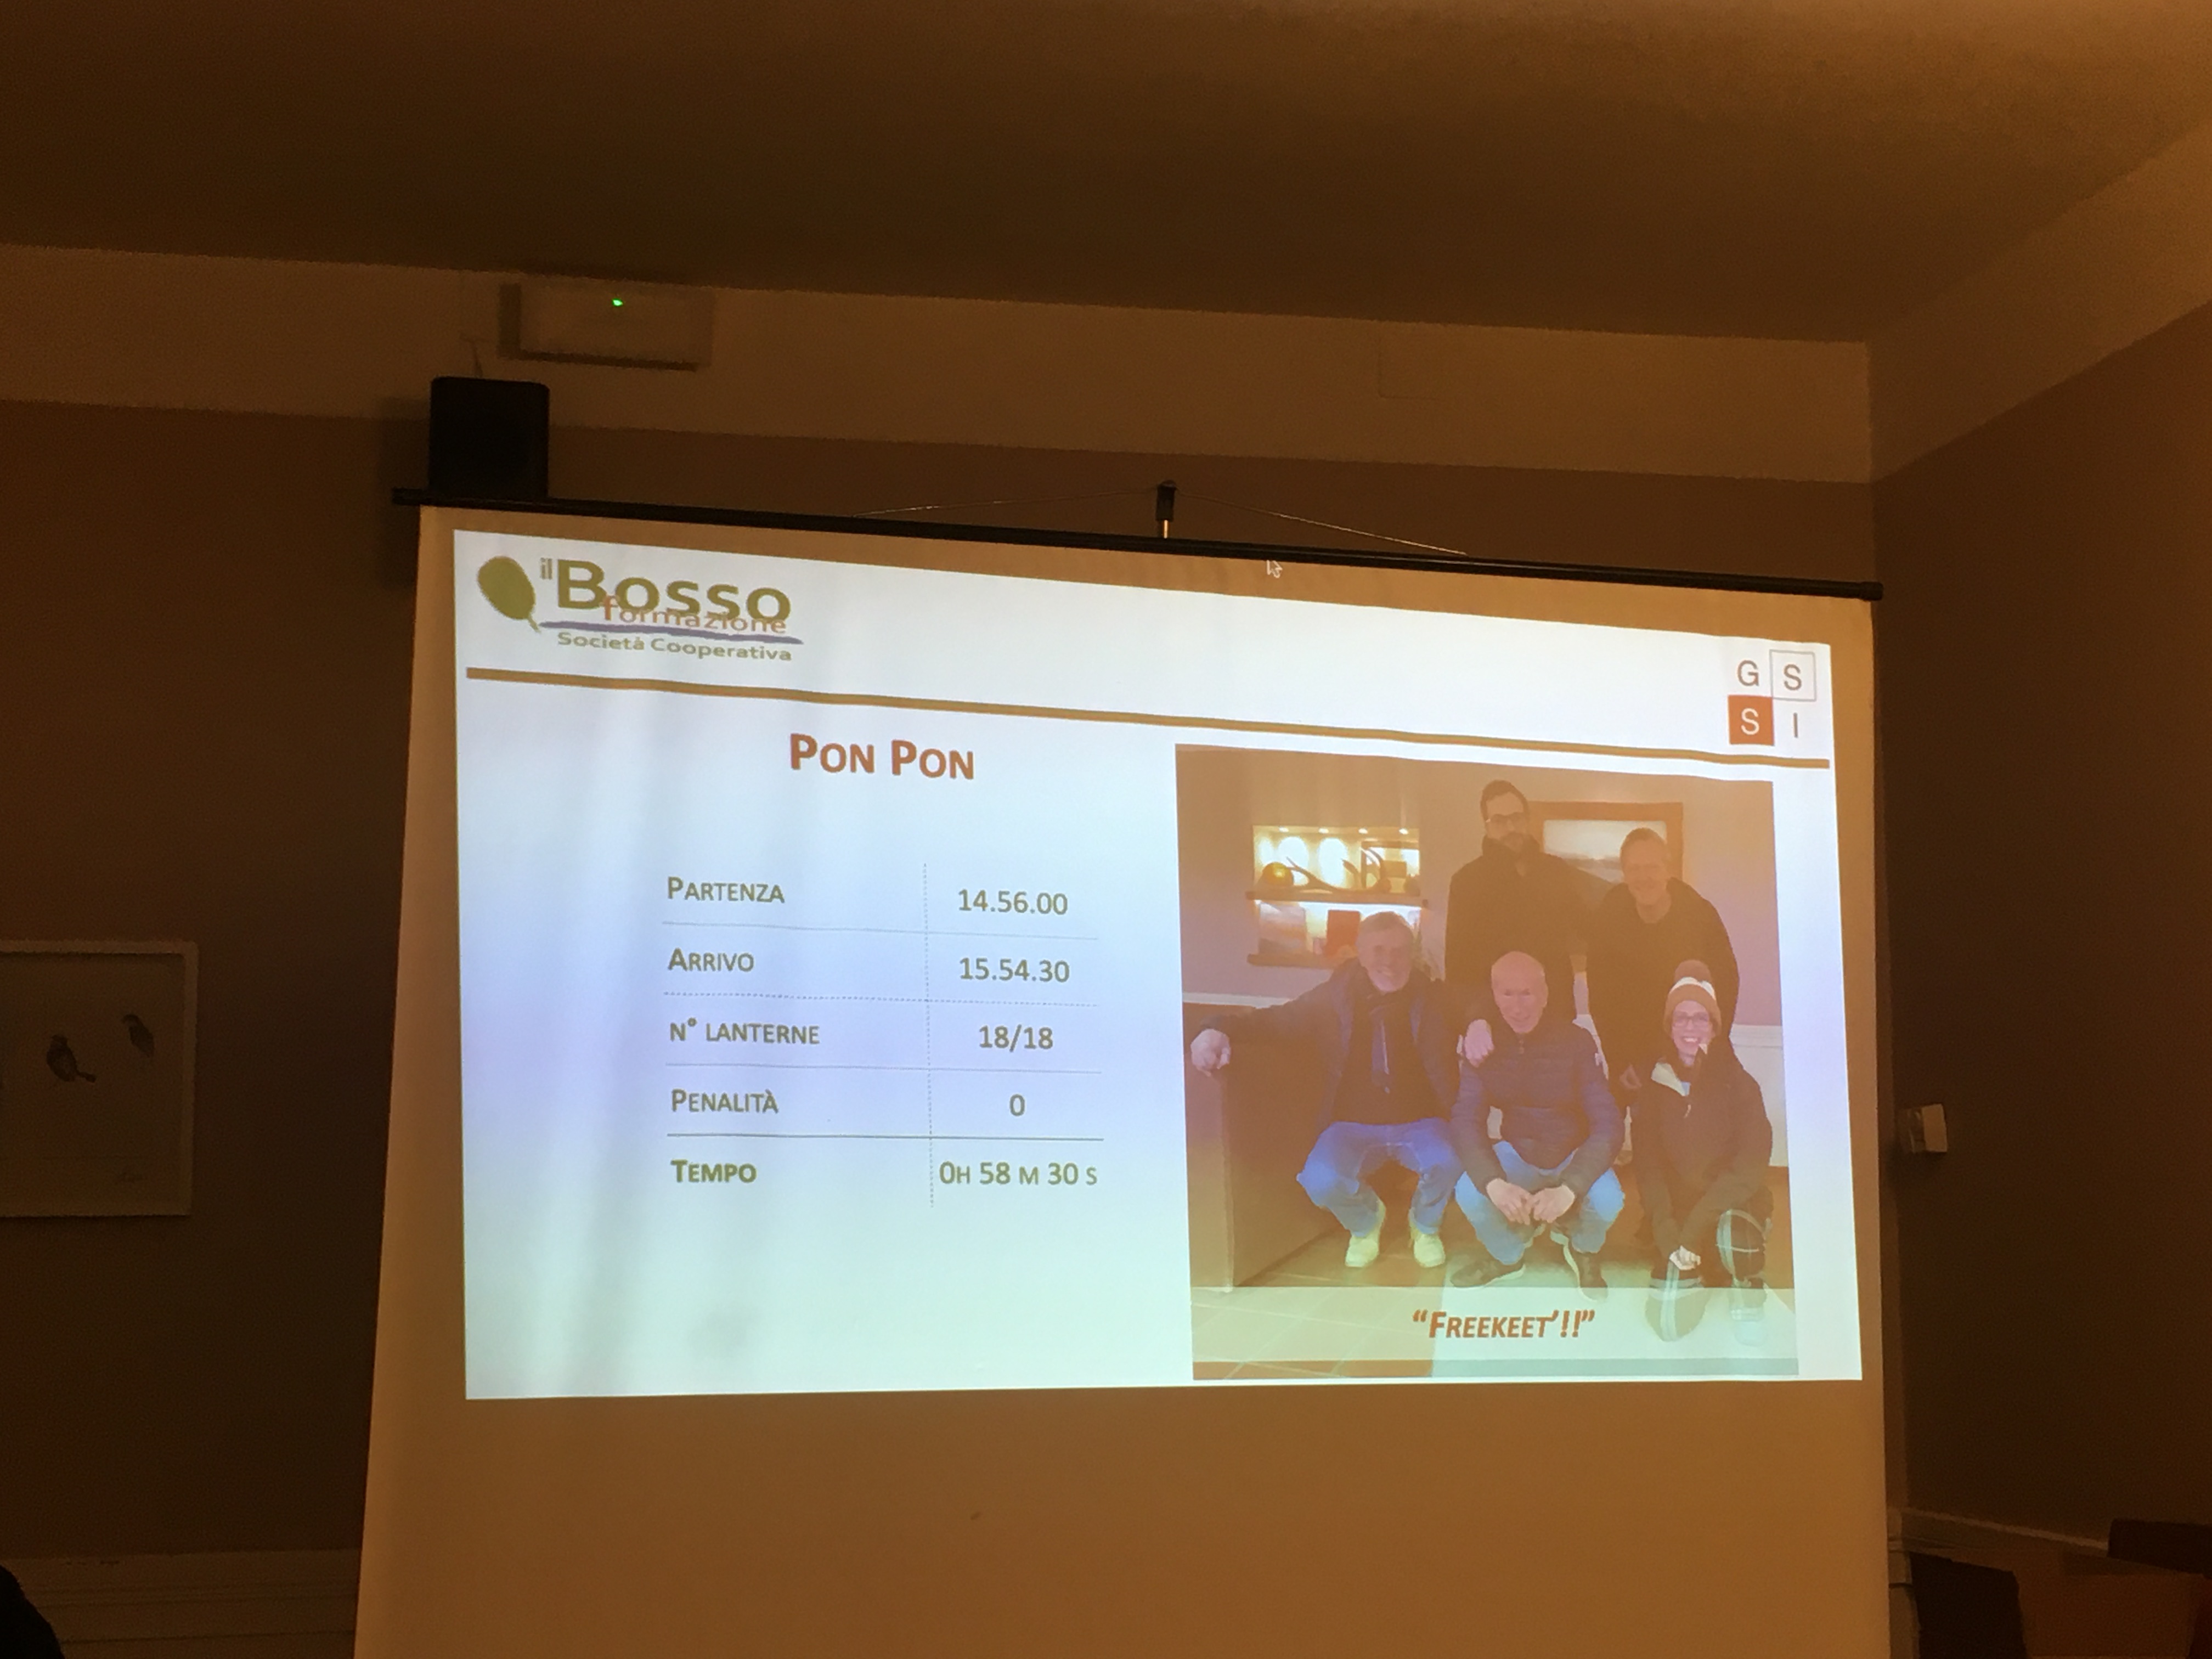 il Bosso
formazione
Società Cooperativa
G S
S I
PON PON
PARTENZA 14.56.00
ARRIVO 15.54.30
N° LANTERNE 18/18
PENALITÀ 0
TEMPO 0H 58 M 30 S
“FREEKEET’!!”